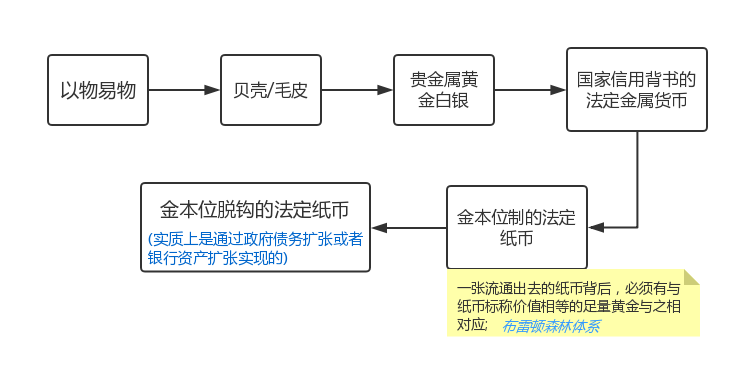 以物易物
贝壳/毛皮
贵金属黄
金白银
国家信用背书的
法定金属货币
金本位制的法定
纸币
一张流通出去的纸币背后，必须有与
纸币标称价值相等的足量黄金与之相
对应; 布雷顿森林体系
金本位脱钩的法定纸币
(实质上是通过政府债务扩张或者
银行资产扩张实现的)